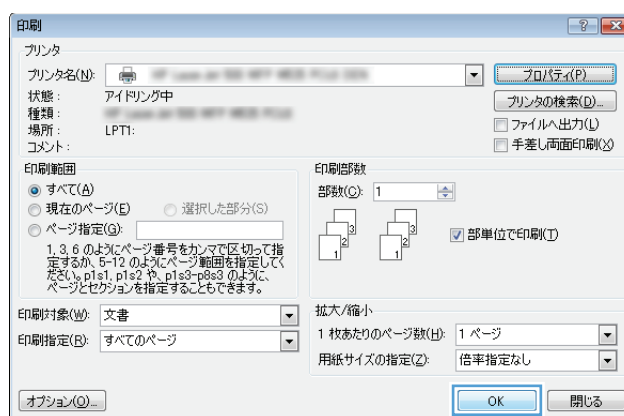 印刷
プリンタ
プリンタ名(N):
プロパティ(P)
状態: アイドリング中
プリンタの検索(D)...
種類:
場所: LPT1:
ファイルへ出力(L)
コメント:
手差し両面印刷(X)
印刷範囲
すべて(A)
現在のページ(E) 選択した部分(S)
ページ指定(G):
1, 3, 6 のようにページ番号をカンマで区切って指
定するか、5-12 のようにページ範囲を指定してく
ださい。p1s1, p1s2 や、p1s3-p8s3 のように、
ページとセクションを指定することもできます。
印刷部数
部数(C): 1
1 2 3 1 2 3
部単位で印刷(T)
印刷対象(W): 文書
印刷指定(R): すべてのページ
拡大/縮小
1 枚あたりのページ数(H): 1 ページ
用紙サイズの指定(Z): 倍率指定なし
オプション(O)...
OK 閉じる